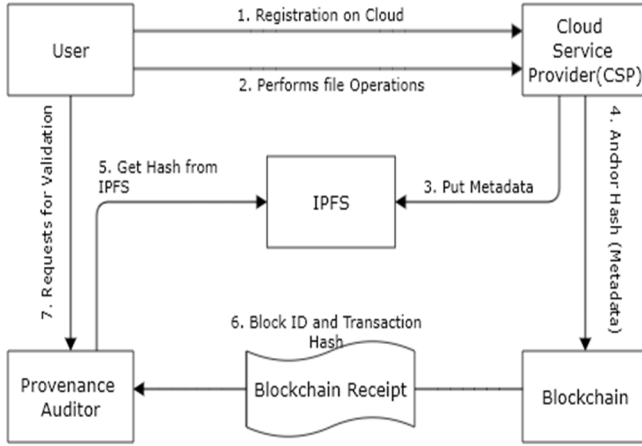 1. Registration on Cloud
User
Cloud
Service
Provider(CSP)
2. Performs file Operations
7. Requests for Validation
5. Get Hash from
IPFS
IPFS
3. Put Metadata
4. Anchor Hash (Metadata)
6. Block ID and Transaction
Hash
Provenance
Auditor
Blockchain Receipt
Blockchain